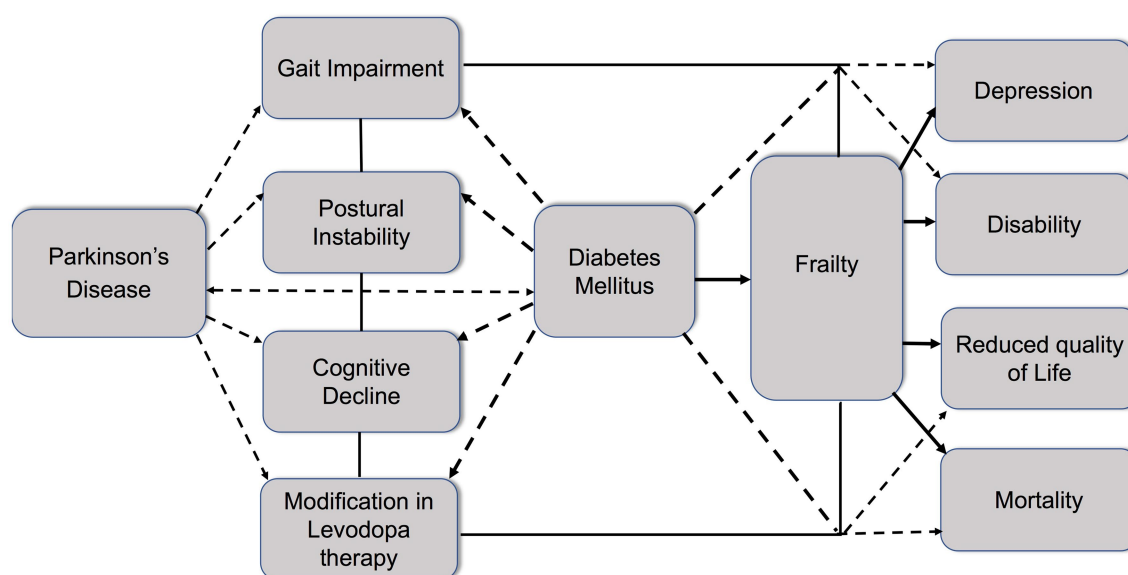 Gait Impairment
Postural
Instability
Parkinson's
Disease
Cognitive
Decline
Modification in
Levodopa
therapy
Diabetes
Mellitus
Frailty
Depression
Disability
Reduced quality
of Life
Mortality